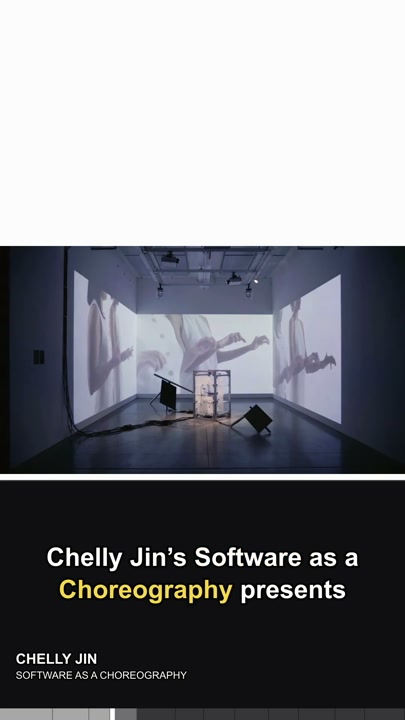 Chelly Jin’s Software as a
Choreography presents
CHELLY JIN
SOFTWARE AS A CHOREOGRAPHY